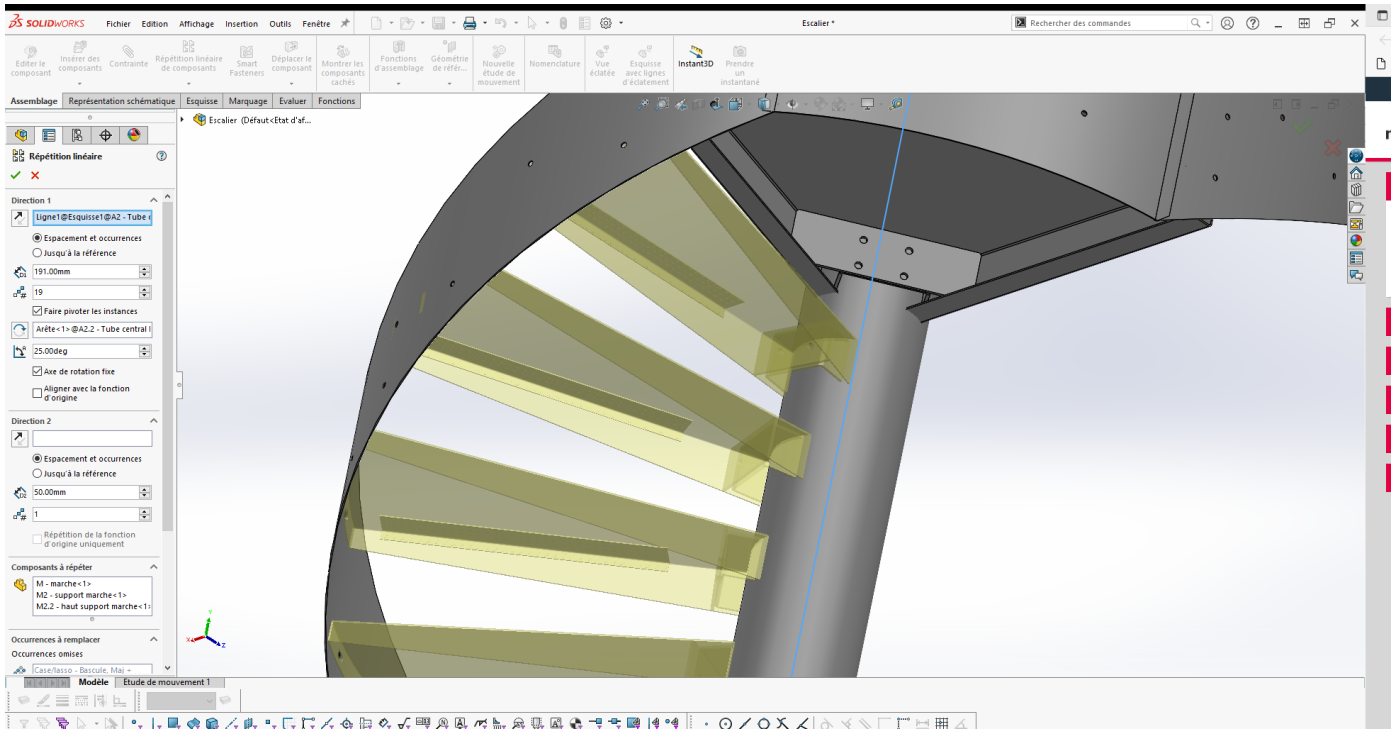 SOLIDWORKS Fichier Edition Affichage Insertion Outils Fenêtre Escalier * Rechercher des commandes
Editer le composant
Insérer des composants
Contrainte
Répétition linéaire de composants
Smart Fasteners
Déplacer le composant
Montrer les composants cachés
Fonctions d'assemblage
Géométrie de référ...
Nouvelle étude de mouvement
Nomenclature
Vue éclatée
Esquisse avec lignes d'éclatement
Instant3D
Prendre un instantané
Assemblage Représentation schématique Esquisse Marquage Evaluer Fonctions
Escalier (Défaut<Etat d'af...
Répétition linéaire
Direction 1
Ligne1@Esquisse1@A2 - Tube
Espacement et occurrences
Jusqu'à la référence
191.00mm
19
Faire pivoter les instances
Arête<1>@A2.2 - Tube central
25.00deg
Axe de rotation fixe
Aligner avec la fonction
d'origine
Direction 2
Espacement et occurrences
Jusqu'à la référence
50.00mm
1
Répétition de la fonction
d'origine uniquement
Composants à répéter
M - marche<1>
M2 - support marche<1>
M2.2 - haut support marche<1>
Occurrences à remplacer
Occurrences omises
Case/lasso - Bascule, Maj +
Y
X
Z
Modèle Etude de mouvement 1